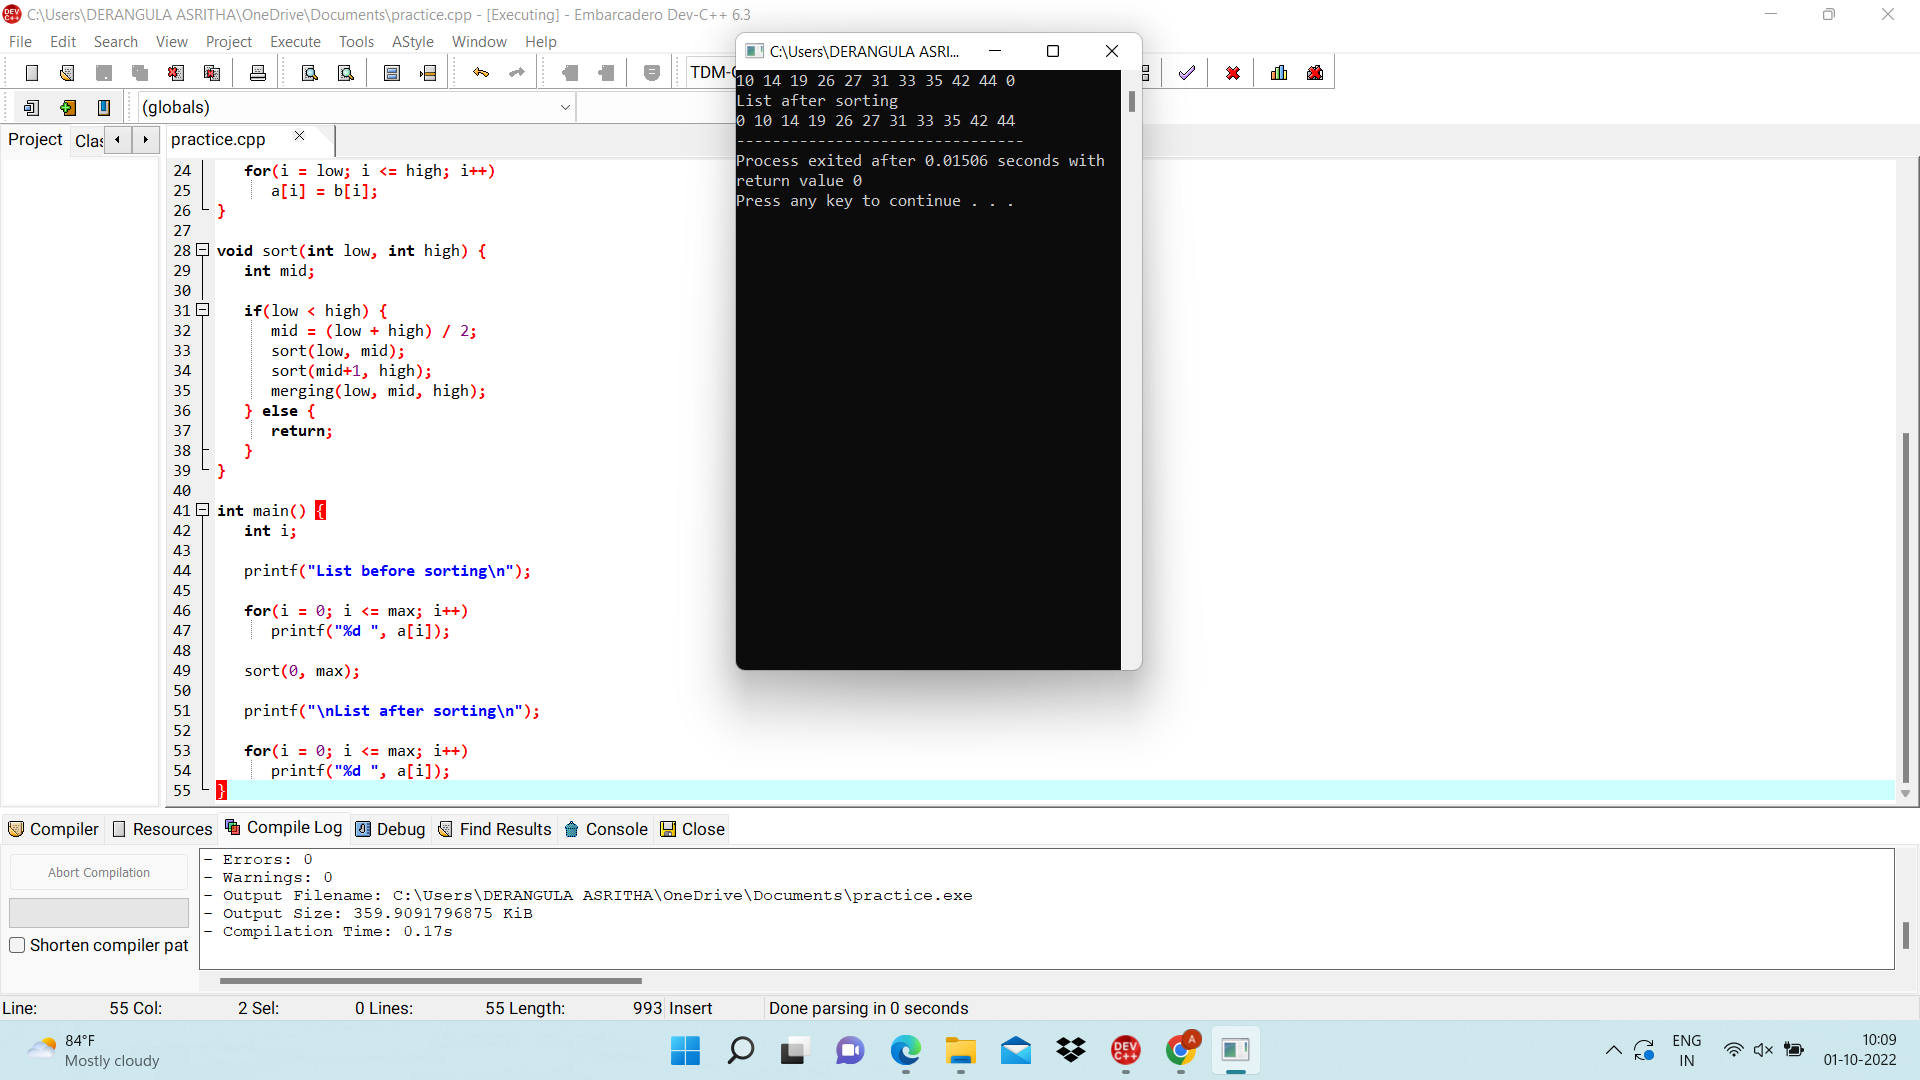 C:\Users\DERANGULA ASRITHA\OneDrive\Documents\practice.cpp - [Executing] - Embarcadero Dev-C++ 6.3
File Edit Search View Project Execute Tools AStyle Window Help
TDM-
(globals)
Project Clas
practice.cpp
24 for(i = low; i <= high; i++)
25 a[i] = b[i];
26 }
27
28 void sort(int low, int high) {
29 int mid;
30
31 if(low < high) {
32 mid = (low + high) / 2;
33 sort(low, mid);
34 sort(mid+1, high);
35 merging(low, mid, high);
36 } else {
37 return;
38 }
39 }
40
41 int main() {
42 int i;
43
44 printf("List before sorting\n");
45
46 for(i = 0; i <= max; i++)
47 printf("%d ", a[i]);
48
49 sort(0, max);
50
51 printf("\nList after sorting\n");
52
53 for(i = 0; i <= max; i++)
54 printf("%d ", a[i]);
55 }
C:\Users\DERANGULA ASRI...
10 14 19 26 27 31 33 35 42 44 0
List after sorting
0 10 14 19 26 27 31 33 35 42 44
--------------------------------
Process exited after 0.01506 seconds with
return value 0
Press any key to continue . . .
Compiler Resources Compile Log Debug Find Results Console Close
Abort Compilation
Shorten compiler pat
- Errors: 0
- Warnings: 0
- Output Filename: C:\Users\DERANGULA ASRITHA\OneDrive\Documents\practice.exe
- Output Size: 359.9091796875 KiB
- Compilation Time: 0.17s
Line: 55 Col: 2 Sel: 0 Lines: 55 Length: 993 Insert Done parsing in 0 seconds
84°F
Mostly cloudy
DEV C++
A
ENG
IN
10:09
01-10-2022